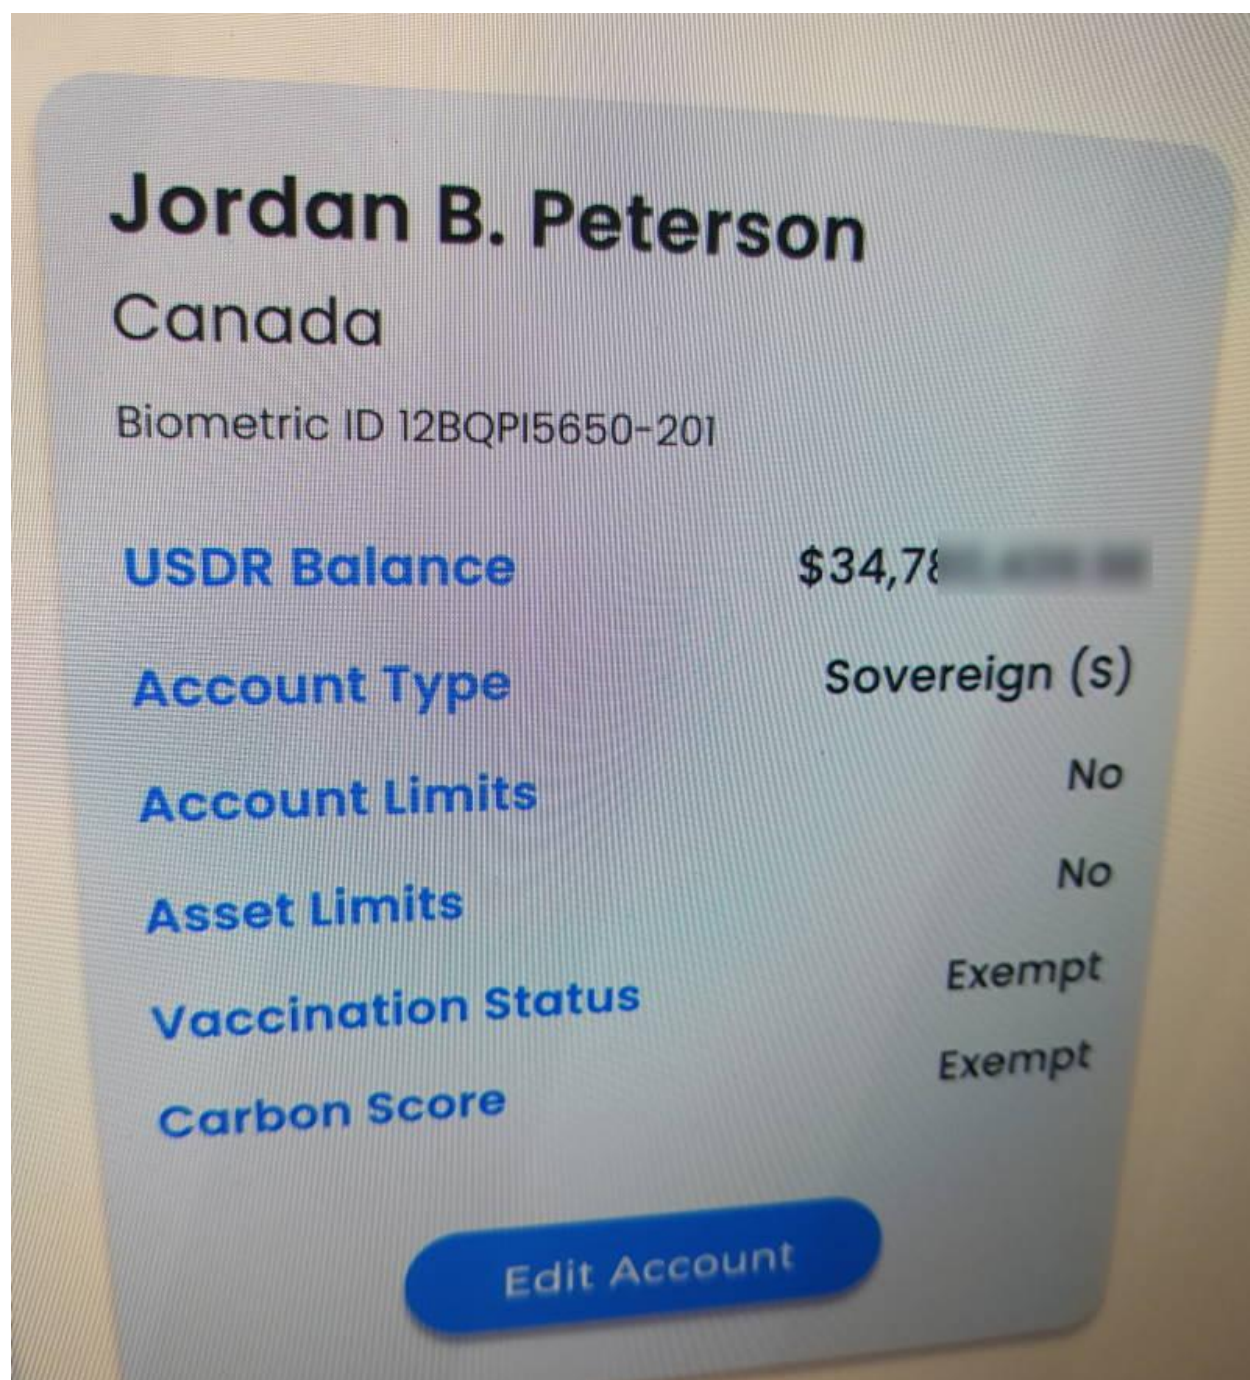 Jordan B. Peterson
Canada
Biometric ID 12BQPI5650-201
USDR Balance $34,78
Account Type Sovereign (s)
Account Limits No
Asset Limits No
Vaccination Status Exempt
Carbon Score Exempt
Edit Account